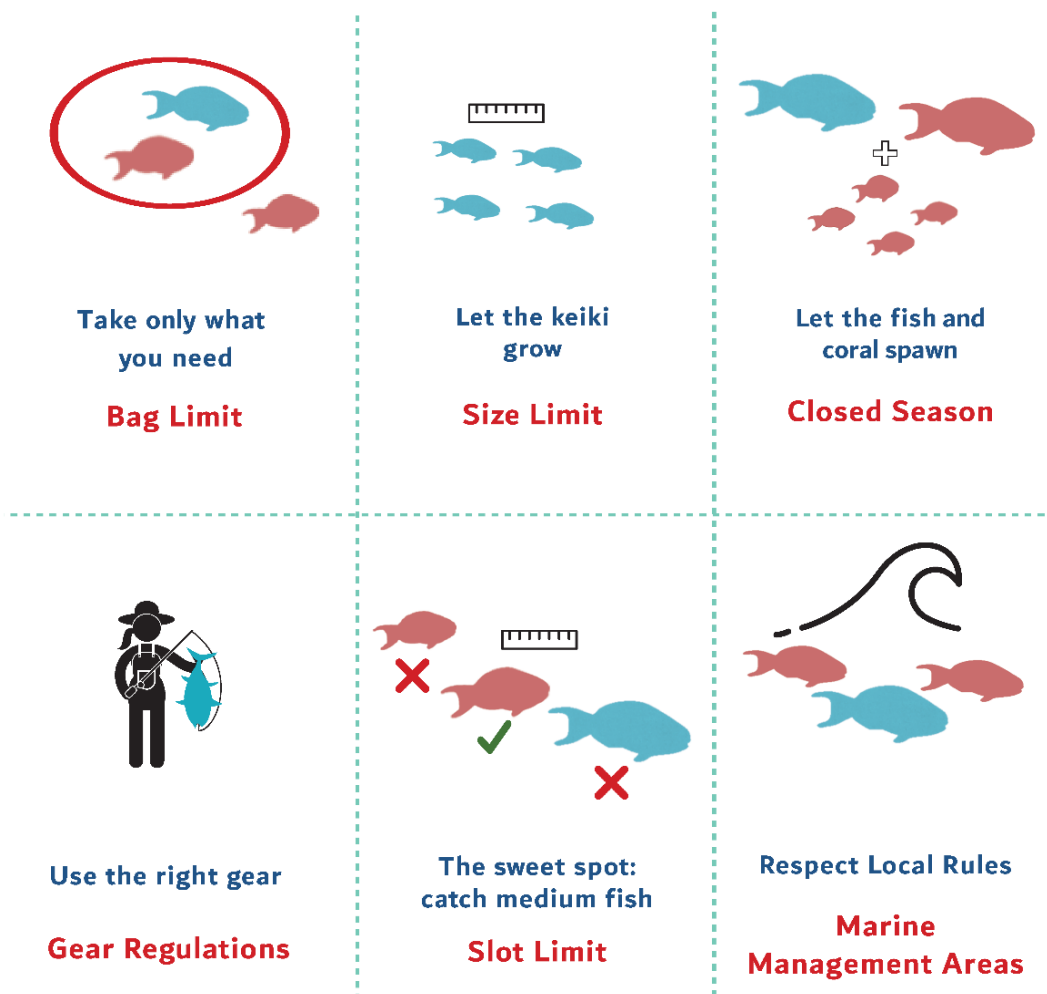 Take only what
you need
Bag Limit
Let the keiki
grow
Size Limit
Let the fish and
coral spawn
Closed Season
Use the right gear
Gear Regulations
The sweet spot:
catch medium fish
Slot Limit
Respect Local Rules
Marine
Management Areas